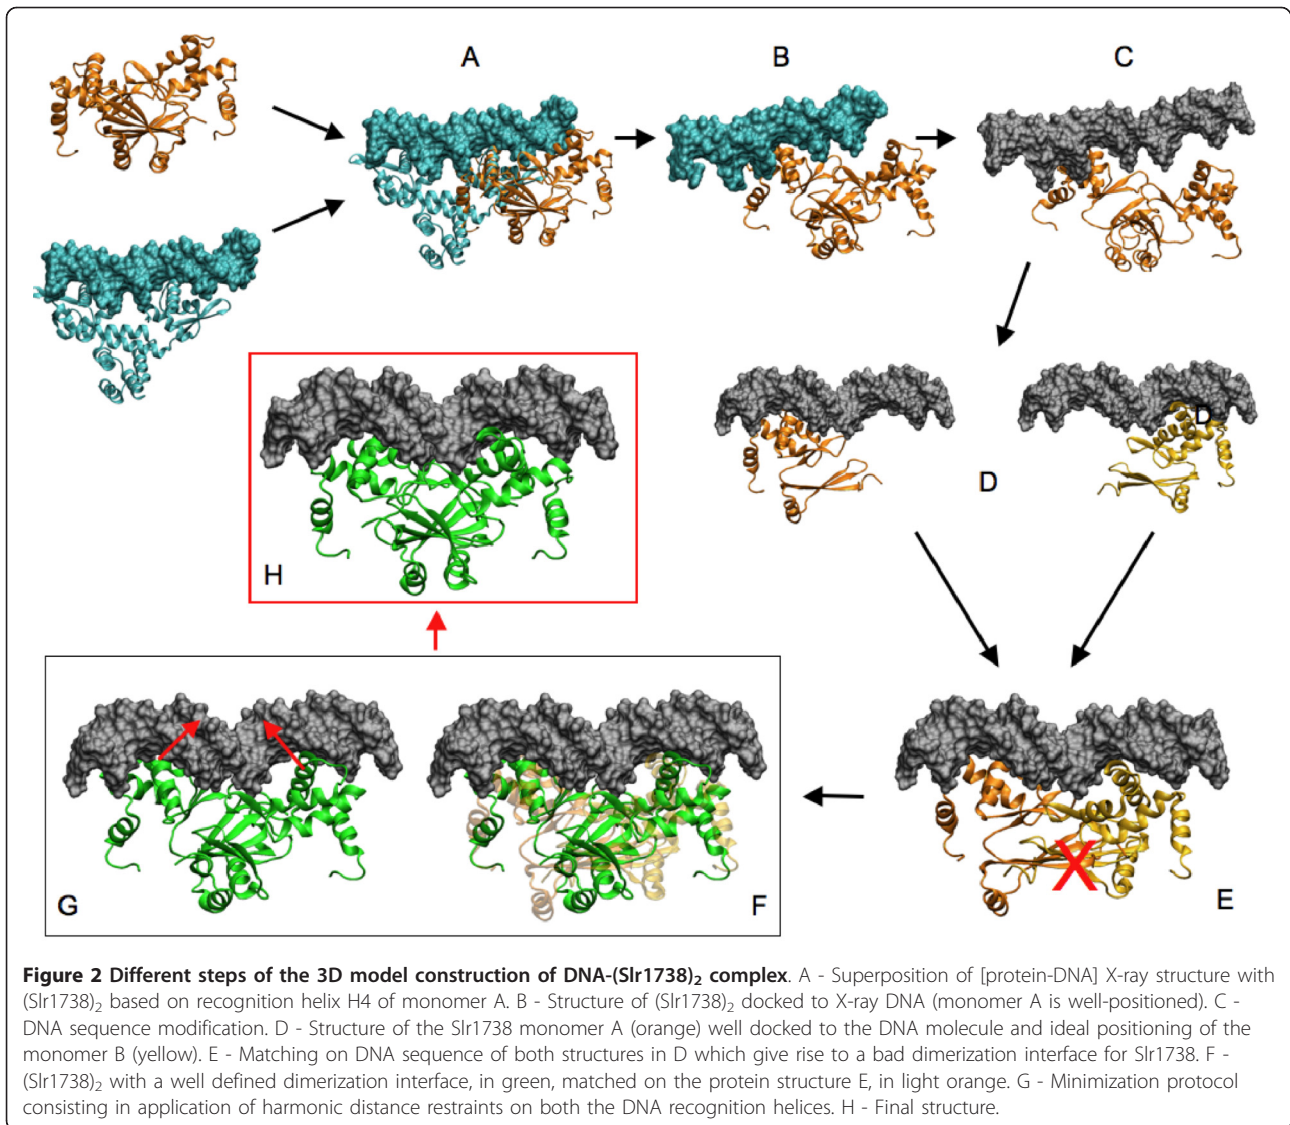 A
B
C
D
D
H
G
F
X
E
Figure 2 Different steps of the 3D model construction of DNA-(Slr1738)₂ complex. A - Superposition of [protein-DNA] X-ray structure with
(Slr1738)₂ based on recognition helix H4 of monomer A. B - Structure of (Slr1738)₂ docked to X-ray DNA (monomer A is well-positioned). C -
DNA sequence modification. D - Structure of the Slr1738 monomer A (orange) well docked to the DNA molecule and ideal positioning of the
monomer B (yellow). E - Matching on DNA sequence of both structures in D which give rise to a bad dimerization interface for Slr1738. F -
(Slr1738)₂ with a well defined dimerization interface, in green, matched on the protein structure E, in light orange. G - Minimization protocol
consisting in application of harmonic distance restraints on both the DNA recognition helices. H - Final structure.